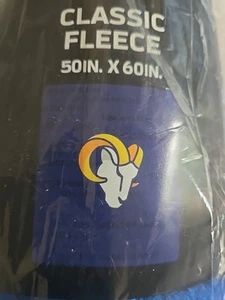 CLASSIC
FLEECE
50IN. X 60IN.